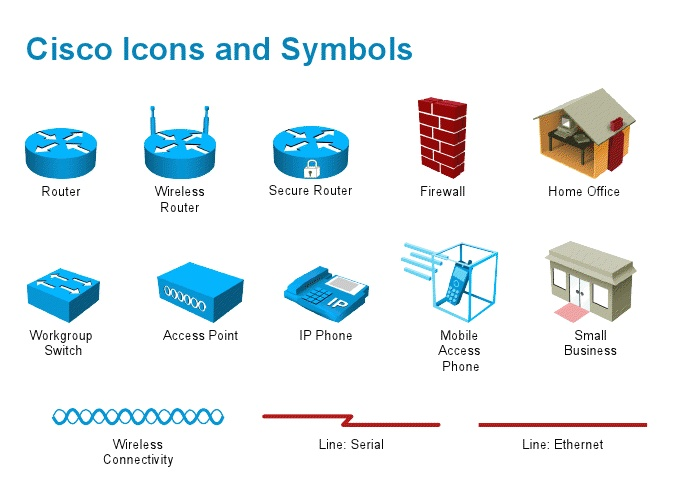 Cisco Icons and Symbols
Router
Wireless
Router
Secure Router
Firewall
Home Office
IP
Workgroup
Switch
Access Point
IP Phone
Mobile
Access
Phone
Small
Business
Wireless
Connectivity
Line: Serial
Line: Ethernet